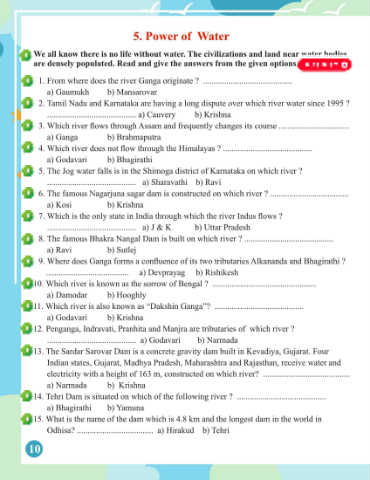 5. Power of Water
We all know there is no life without water. The civilizations and land near water bodies
are densely populated. Read and give the answers from the given options
1. From where does the river Ganga originate ? ............................................
a) Gaumukh b) Mansarovar
2. Tamil Nadu and Karnataka are having a long dispute over which river water since 1995 ?
............................................ a) Cauvery b) Krishna
3. Which river flows through Assam and frequently changes its course ...................................
a) Ganga b) Brahmaputra
4. Which river does not flow through the Himalayas ? ............................................
a) Godavari b) Bhagirathi
5. The Jog water falls is in the Shimoga district of Karnataka on which river ?
............................................ a) Sharavathi b) Ravi
6. The famous Nagarjuna sagar dam is constructed on which river ? ......................................
a) Kosi b) Krishna
7. Which is the only state in India through which the river Indus flows ?
............................................ a) J & K b) Uttar Pradesh
8. The famous Bhakra Nangal Dam is built on which river ? ............................................
a) Ravi b) Sutlej
9. Where does Ganga forms a confluence of its two tributaries Alkananda and Bhagirathi ?
......................................... a) Devprayag b) Rishikesh
10. Which river is known as the sorrow of Bengal ? ...................................................
a) Damodar b) Hooghly
11. Which river is also known as “Dakshin Ganga”? ............................................
a) Godavari b) Krishna
12. Penganga, Indravati, Pranhita and Manjra are tributaries of which river ?
............................................ a) Godavari b) Narmada
13. The Sardar Sarovar Dam is a concrete gravity dam built in Kevadiya, Gujarat. Four
Indian states, Gujarat, Madhya Pradesh, Maharashtra and Rajasthan, receive water and
electricity with a height of 163 m, constructed on which river? ...........................................
a) Narmada b) Krishna
14. Tehri Dam is situated on which of the following river ? ............................................
a) Bhagirathi b) Yamuna
15. What is the name of the dam which is 4.8 km and the longest dam in the world in
Odhisa? ..................................... a) Hirakud b) Tehri
10